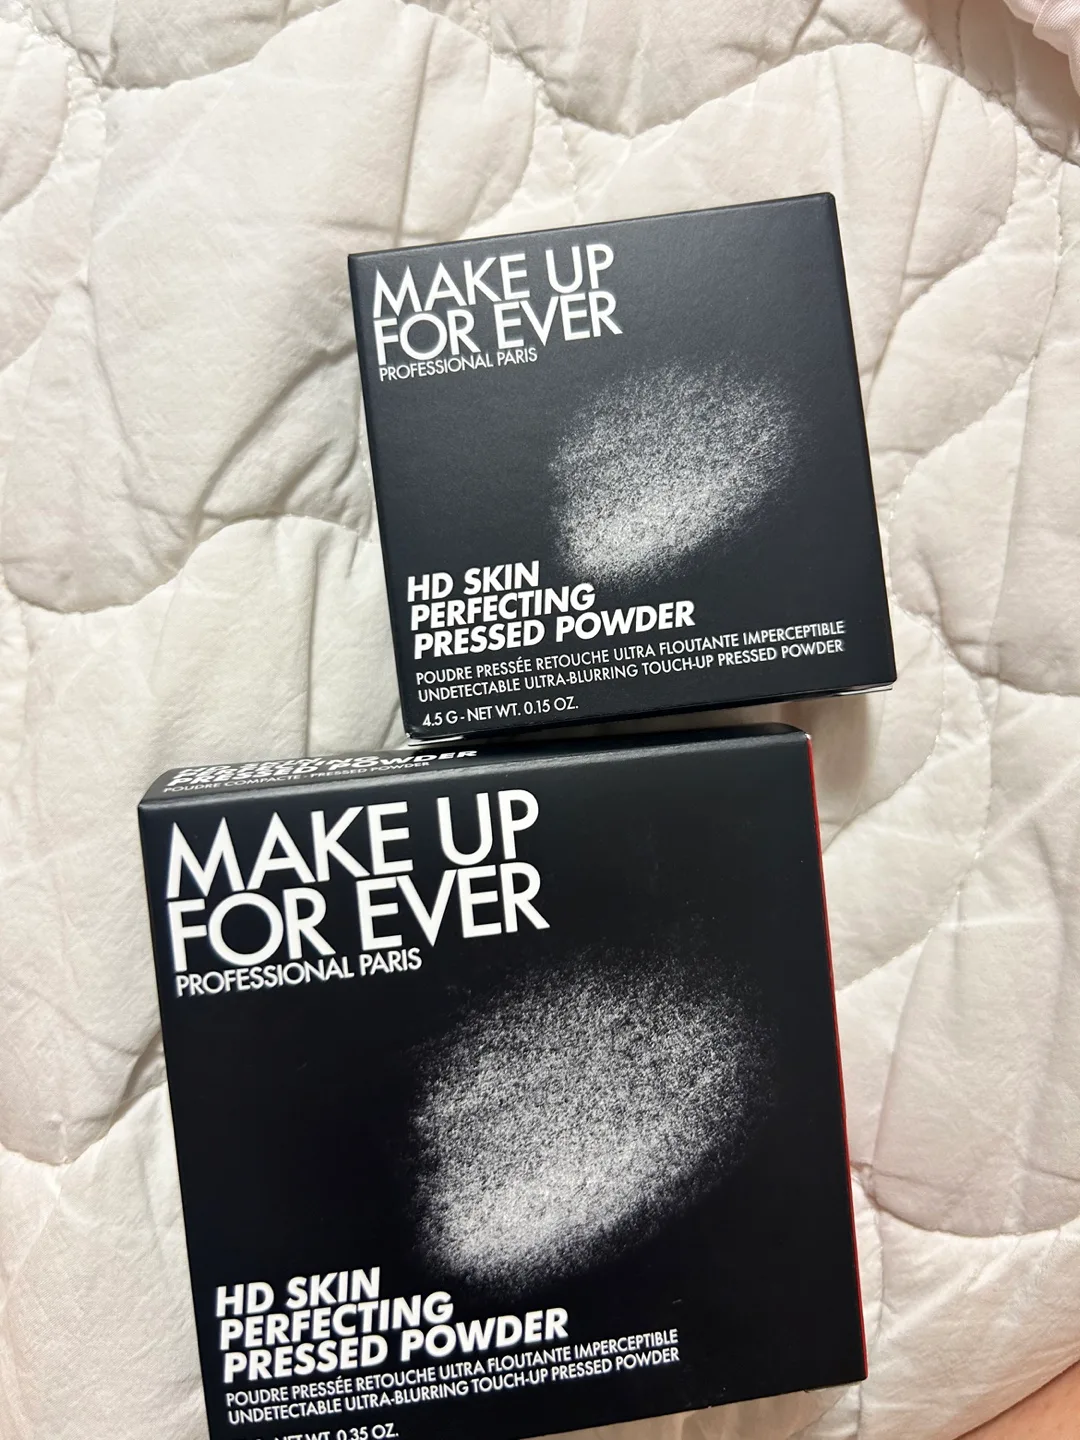 MAKE UP
FOR EVER
PROFESSIONAL PARIS
HD SKIN
PERFECTING
PRESSED POWDER
POUDRE PRESSÉE RETOUCHE ULTRA FLOUTANTE IMPERCEPTIBLE
UNDETECTABLE ULTRA-BLURRING TOUCH-UP PRESSED POWDER
4.5 G - NET WT. 0.15 OZ.
PRESSED POWDER
POUDRE COMPACTE - PRESSED POWDER
MAKE UP
FOR EVER
PROFESSIONAL PARIS
HD SKIN
PERFECTING
PRESSED POWDER
POUDRE PRESSÉE RETOUCHE ULTRA FLOUTANTE IMPERCEPTIBLE
UNDETECTABLE ULTRA-BLURRING TOUCH-UP PRESSED POWDER
NET WT. 0.35 OZ.